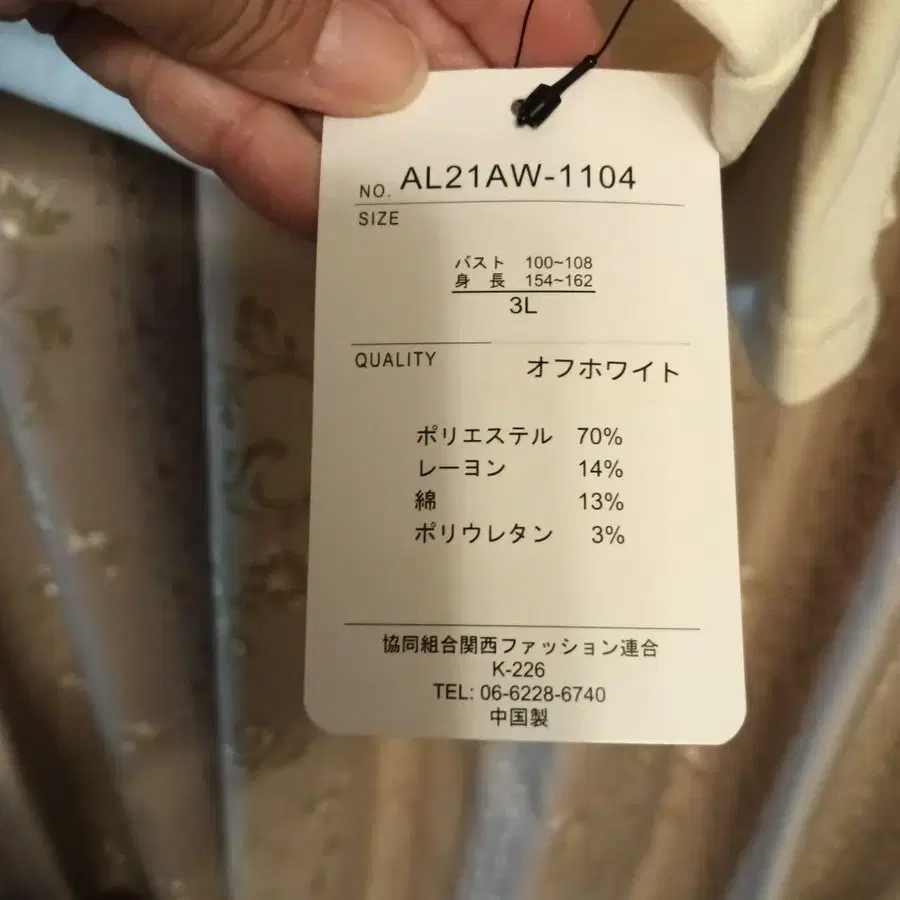 NO. AL21AW-1104
SIZE
バスト 100~108
身 長 154~162
3L
QUALITY
オフホワイト
ポリエステル 70%
レーヨン 14%
綿 13%
ポリウレタン 3%
協同組合関西ファッション連合
K-226
TEL: 06-6228-6740
中国製